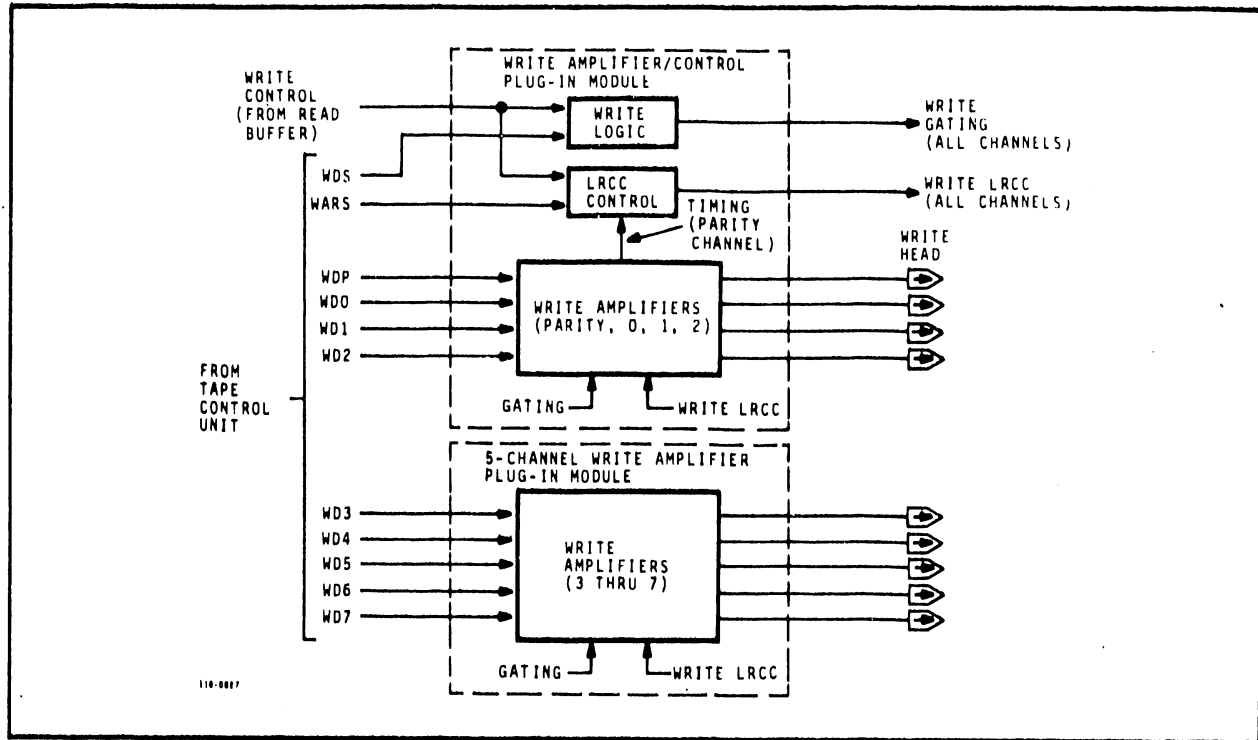 WRITE AMPLIFIER/CONTROL
PLUG-IN MODULE
WRITE
CONTROL
(FROM READ
BUFFER)
WRITE
LOGIC
WRITE
GATING
(ALL CHANNELS)
WDS
WARS
LRCC
CONTROL
WRITE LRCC
(ALL CHANNELS)
TIMING
(PARITY
CHANNEL)
WRITE
HEAD
WDP
WD0
WD1
WD2
WRITE AMPLIFIERS
(PARITY, 0, 1, 2)
GATING
WRITE LRCC
FROM
TAPE
CONTROL
UNIT
5-CHANNEL WRITE AMPLIFIER
PLUG-IN MODULE
WD3
WD4
WD5
WD6
WD7
WRITE
AMPLIFIERS
(3 THRU 7)
GATING
WRITE LRCC
110-0027